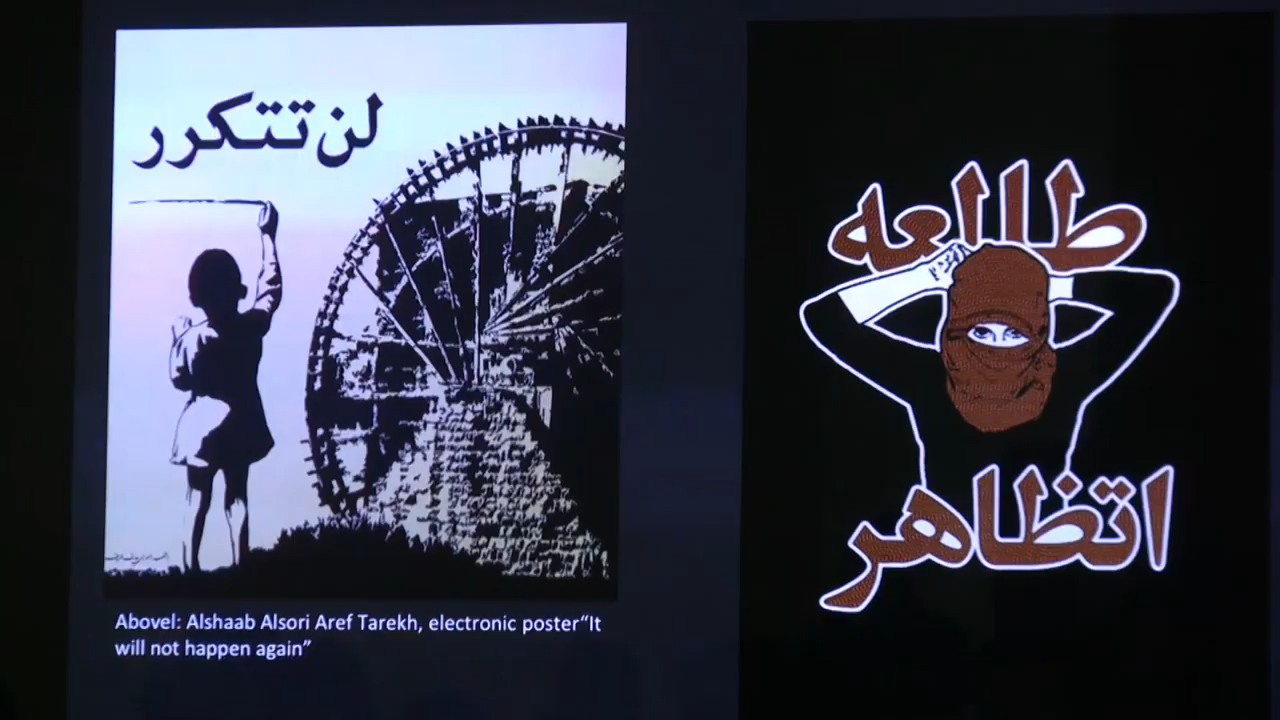 لن تتكرر
Abovel: Alshaab Alsori Aref Tarekh, electronic poster“It
will not happen again”
طالعه
اتظاهر